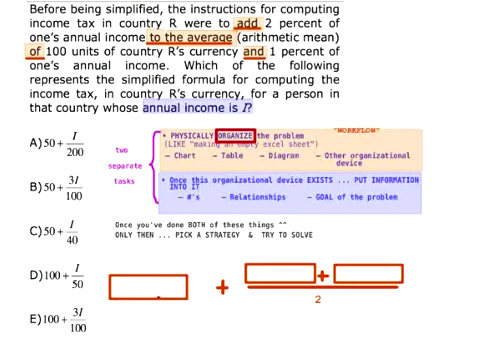 Before being simplified, the instructions for computing
income tax in country R were to add 2 percent of
one's annual income to the average (arithmetic mean)
of 100 units of country R's currency and 1 percent of
one's annual income. Which of the following
represents the simplified formula for computing the
income tax, in country R's currency, for a person in
that country whose annual income is I?
A) 50 + I/200
B) 50 + 3I/100
C) 50 + I/40
D) 100 + I/50
E) 100 + 3I/100
two
separate
tasks
"WORKFLOW"
• PHYSICALLY ORGANIZE the problem
(LIKE "making an empty excel sheet")
– Chart – Table – Diagram – Other organizational
device
• Once this organizational device EXISTS ... PUT INFORMATION
INTO IT
– #'s – Relationships – GOAL of the problem
Once you've done BOTH of these things ^^
ONLY THEN ... PICK A STRATEGY & TRY TO SOLVE
+ +
2